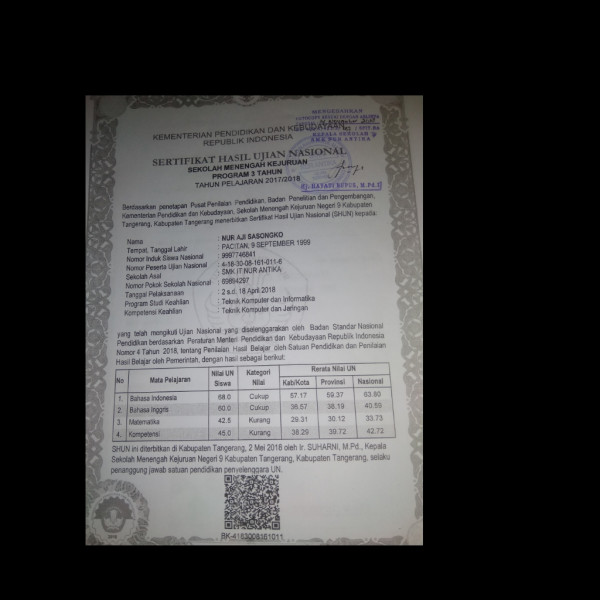 MENGESAHKAN
KEPALA SEKOLAH
KEMENTERIAN PENDIDIKAN DAN KEBUDAYAAN
REPUBLIK INDONESIA
SERTIFIKAT HASIL UJIAN NASIONAL
SEKOLAH MENENGAH KEJURUAN
PROGRAM 3 TAHUN
TAHUN PELAJARAN 2017/2018
Berdasarkan penetapan Pusat Penilaian Pendidikan, Badan Penelitian dan Pengembangan,
Kementerian Pendidikan dan Kebudayaan, Sekolah Menengah Kejuruan Negeri 9 Kabupaten
Tangerang, Kabupaten Tangerang menerbitkan Sertifikat Hasil Ujian Nasional (SHUN) kepada:
Nama : NUR AJI SASONGKO
Tempat, Tanggal Lahir : PACITAN, 9 SEPTEMBER 1999
Nomor Induk Siswa Nasional : 9997746841
Nomor Peserta Ujian Nasional : 4-18-30-08-161-011-6
Sekolah Asal : SMK IT NUR ANTIKA
Nomor Pokok Sekolah Nasional : 69894297
Tanggal Pelaksanaan : 2 s.d. 18 April 2018
Program Studi Keahlian : Teknik Komputer dan Informatika
Kompetensi Keahlian : Teknik Komputer dan Jaringan
yang telah mengikuti Ujian Nasional yang diselenggarakan oleh Badan Standar Nasional
Pendidikan berdasarkan Peraturan Menteri Pendidikan dan Kebudayaan Republik Indonesia
Nomor 4 Tahun 2018, tentang Penilaian Hasil Belajar oleh Satuan Pendidikan dan Penilaian
Hasil Belajar oleh Pemerintah, dengan hasil sebagai berikut:
No Mata Pelajaran Nilai UN Siswa Kategori Nilai Rerata Nilai UN
Kab/Kota Provinsi Nasional
1. Bahasa Indonesia 68.0 Cukup 57.17 59.37 63.80
2. Bahasa Inggris 60.0 Cukup 36.57 38.19 40.59
3. Matematika 42.5 Kurang 29.31 30.12 33.73
4. Kompetensi 45.0 Kurang 38.29 39.72 42.72
SHUN ini diterbitkan di Kabupaten Tangerang, 2 Mei 2018 oleh Ir. SUHARNI, M.Pd., Kepala
Sekolah Menengah Kejuruan Negeri 9 Kabupaten Tangerang, Kabupaten Tangerang, selaku
penanggung jawab satuan pendidikan penyelenggara UN.
BK-4183008161011